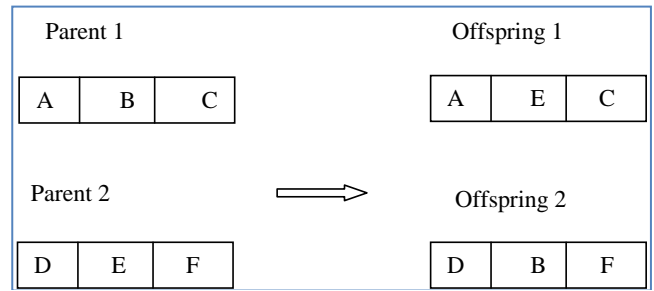 Parent 1 Offspring 1
A B C A E C
Parent 2
Offspring 2
D E F D B F